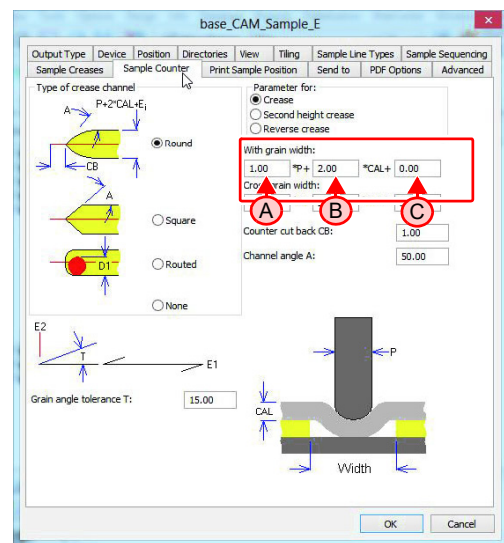 base_CAM_Sample_E
Output Type Device Position Directories View Tiling Sample Line Types Sample Sequencing
Sample Creases Sample Counter Print Sample Position Send to PDF Options Advanced
Type of crease channel
P+2*CAL+Ei
A
CB
Round
A
Square
D1
Routed
None
Parameter for:
Crease
Second height crease
Reverse crease
With grain width:
1.00 *P+ 2.00 *CAL+ 0.00
Cross grain width:
A B C
Counter cut back CB: 1.00
Channel angle A: 50.00
E2
T
E1
Grain angle tolerance T: 15.00
P
CAL
Width
OK Cancel